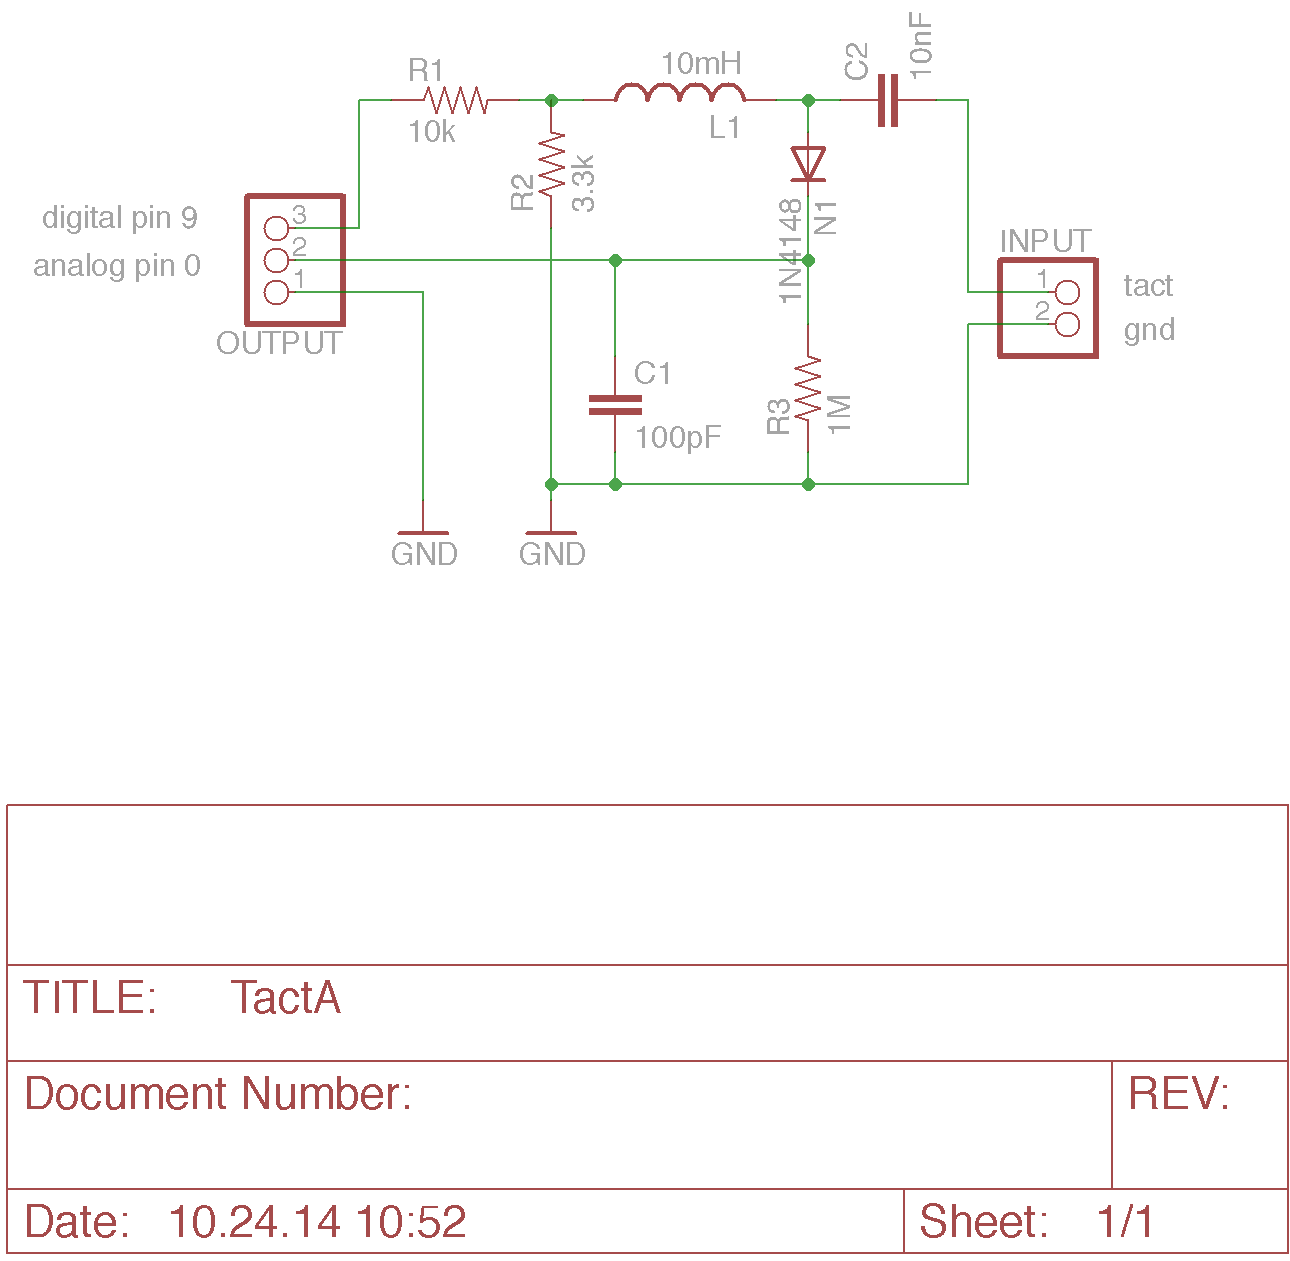 10mH
C2
10nF
R1
10k
L1
R2
3.3k
digital pin 9
analog pin 0
3
2
1
OUTPUT
1N4148
N1
INPUT
1
2
tact
gnd
C1
100pF
R3
1M
GND
GND
TITLE: TactA
Document Number:
REV:
Date: 10.24.14 10:52
Sheet: 1/1